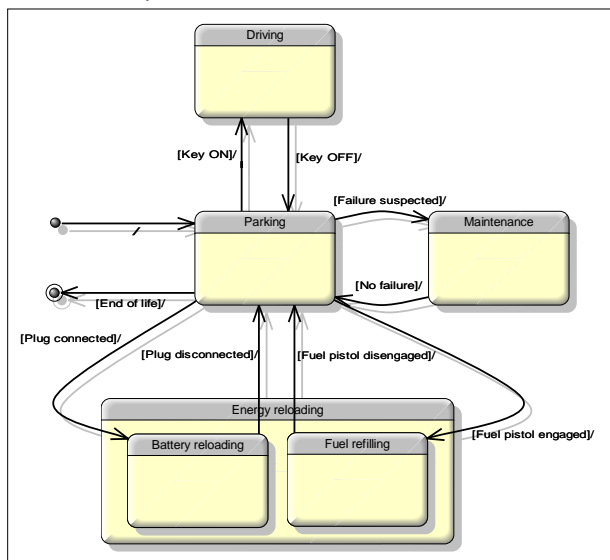 Driving
[Key ON]/
[Key OFF]/
[Failure suspected]/
Parking
Maintenance
/
[No failure]/
[End of life]/
[Plug connected]/
[Plug disconnected]/
[Fuel pistol disengaged]/
Energy reloading
[Fuel pistol engaged]/
Battery reloading
Fuel refilling